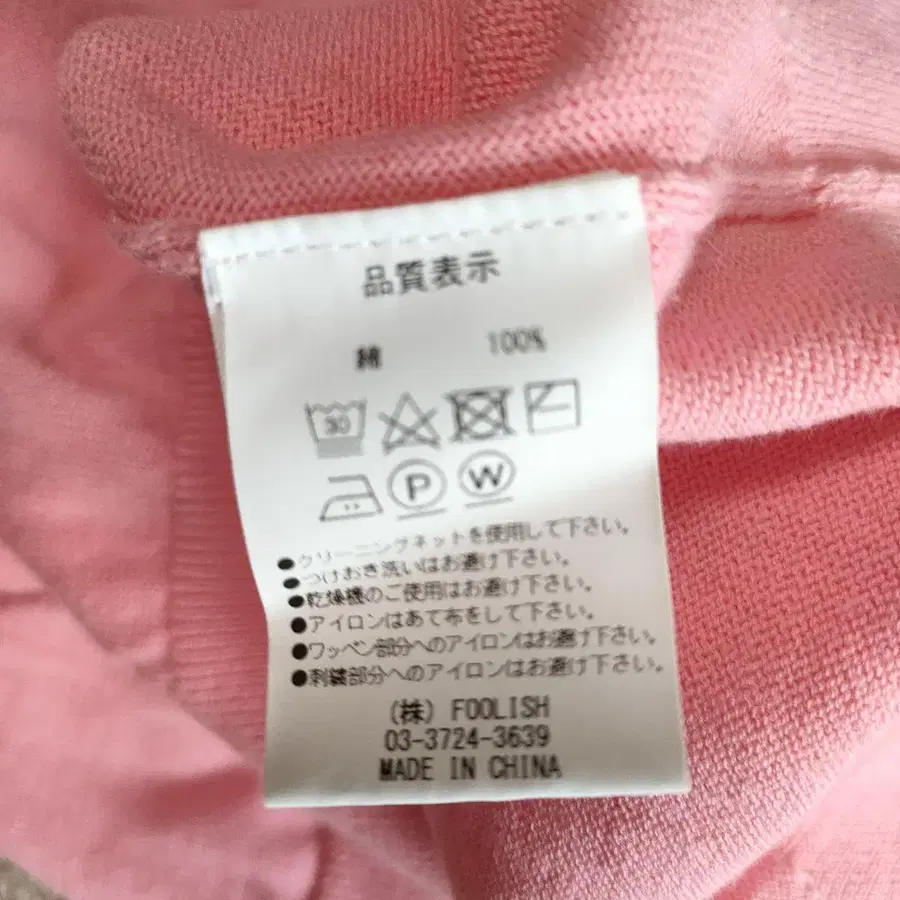 品質表示
綿 100%
30
P W
●クリーニングネットを使用して下さい。
●つけおき洗いはお避け下さい。
●乾燥機のご使用はお避け下さい。
●アイロンはあて布をして下さい。
●ワッペン部分へのアイロンはお避け下さい。
●刺繍部分へのアイロンはお避け下さい。
(株) FOOLISH
03-3724-3639
MADE IN CHINA